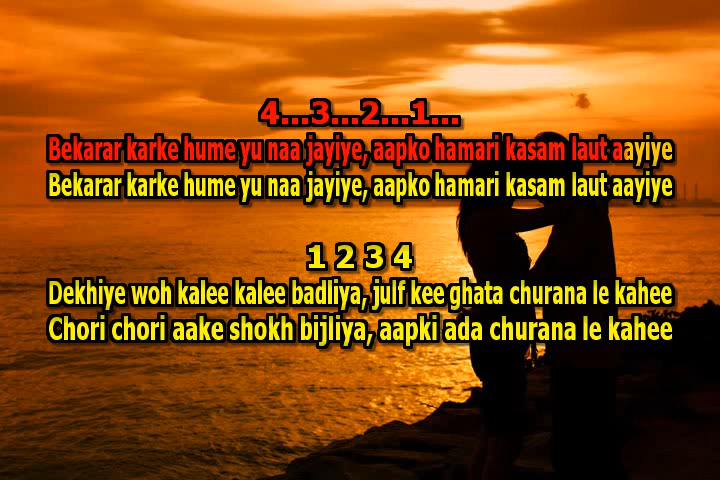 4...3...2...1...
Bekarar karke hume yu naa jayiye, aapko hamari kasam laut aayiye
Bekarar karke hume yu naa jayiye, aapko hamari kasam laut aayiye
1 2 3 4
Dekhiye woh kalee kalee badliya, julf kee ghata churana le kahee
Chori chori aake shokh bijliya, aapki ada churana le kahee